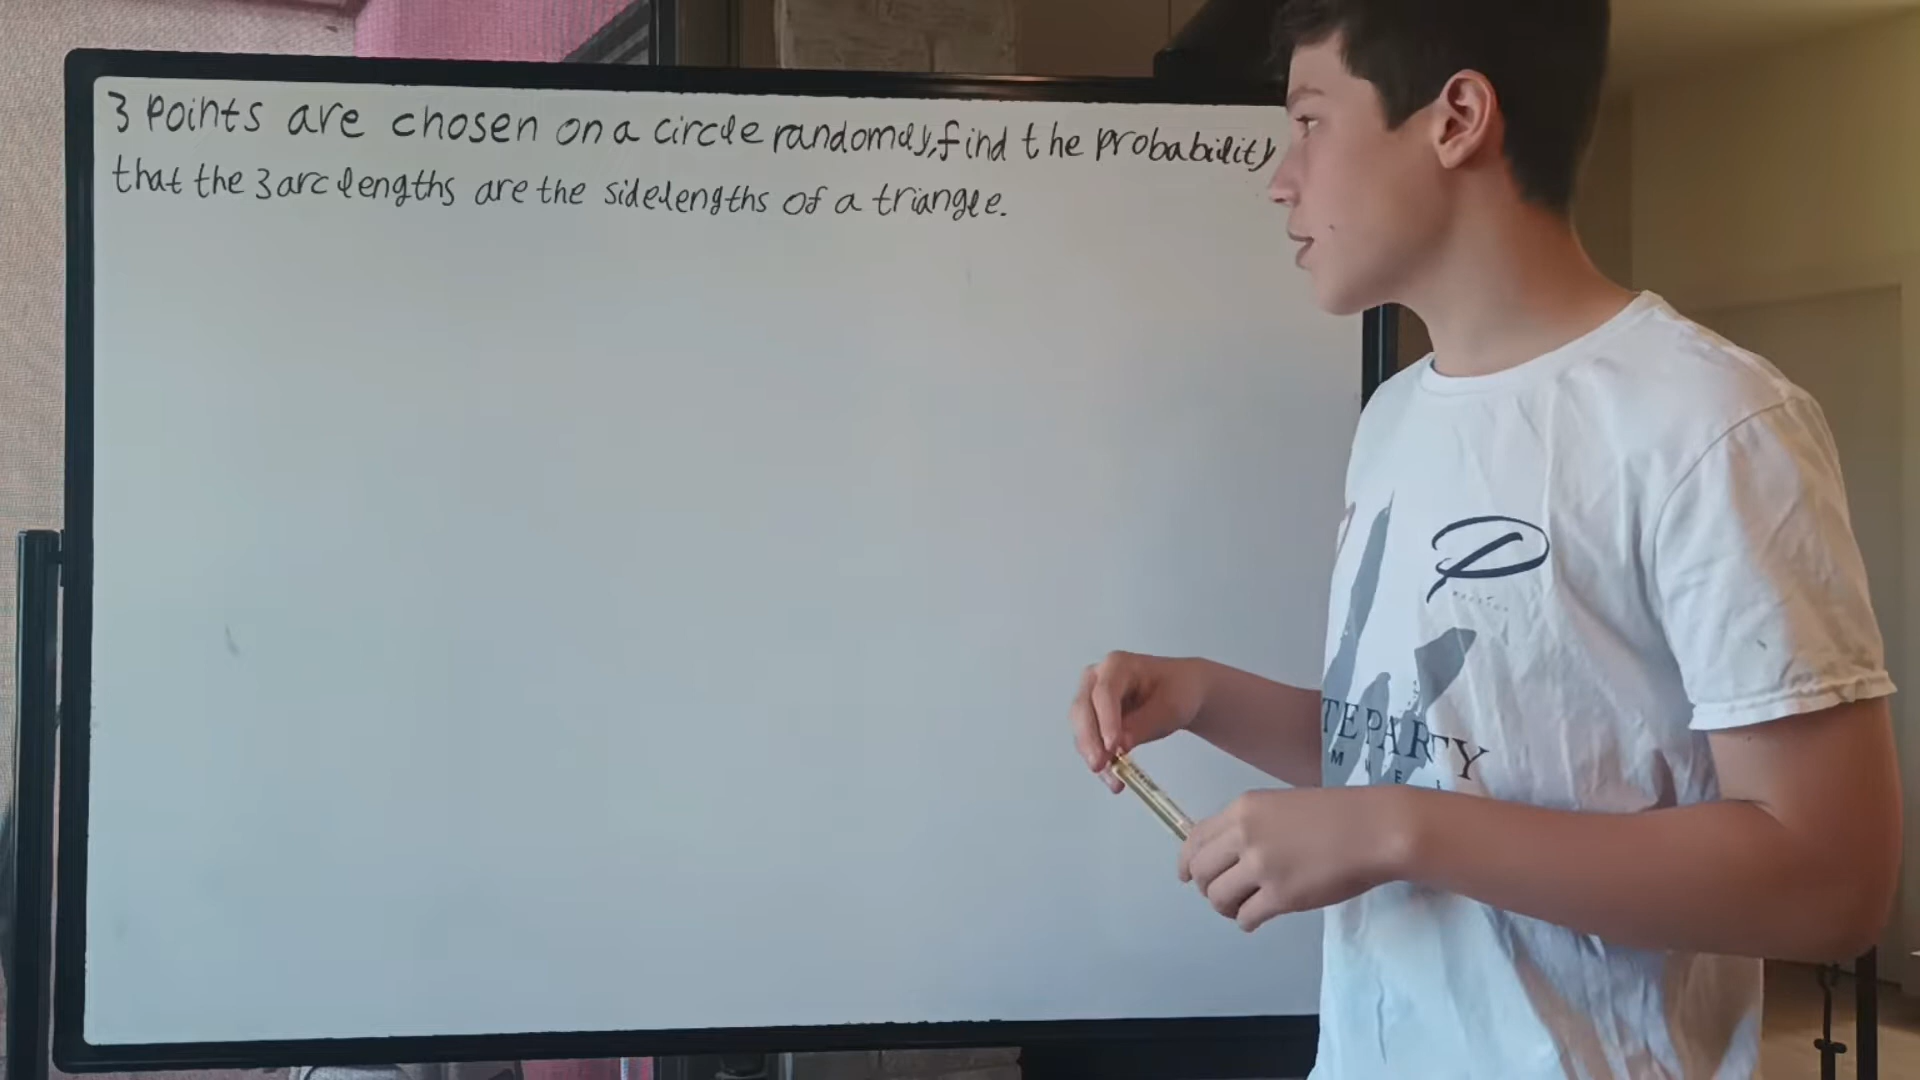 3 points are chosen on a circle randomly, find the probability
that the 3 arc lengths are the sidelengths of a triangle.
P
TEPARTY